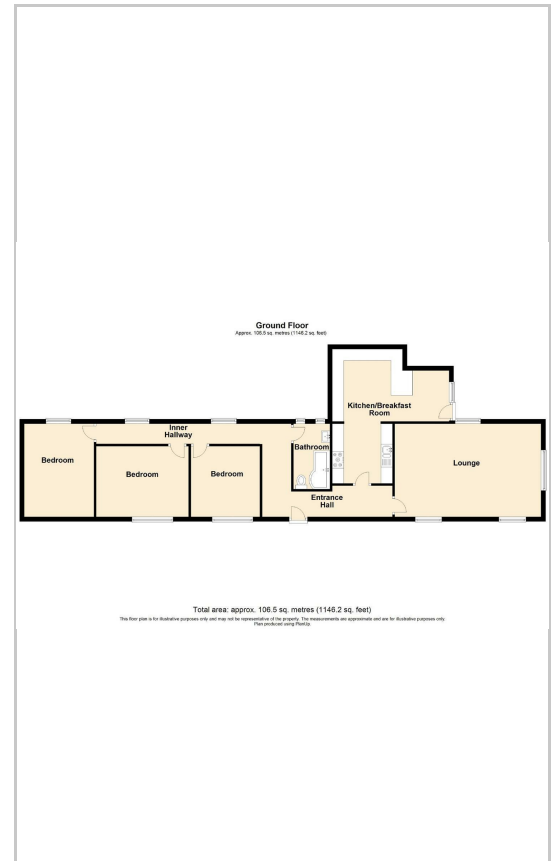 Ground Floor
Approx. 106.5 sq. metres (1146.2 sq. feet)
Kitchen/Breakfast
Room
Inner
Hallway
Bathroom
Bedroom
Bedroom
Bedroom
Lounge
Entrance
Hall
Total area: approx. 106.5 sq. metres (1146.2 sq. feet)
This floor plan is for illustrative purposes only and may not be representative of the property. The measurements are approximate and are for illustrative purposes only.
Plan produced using PlanUp.